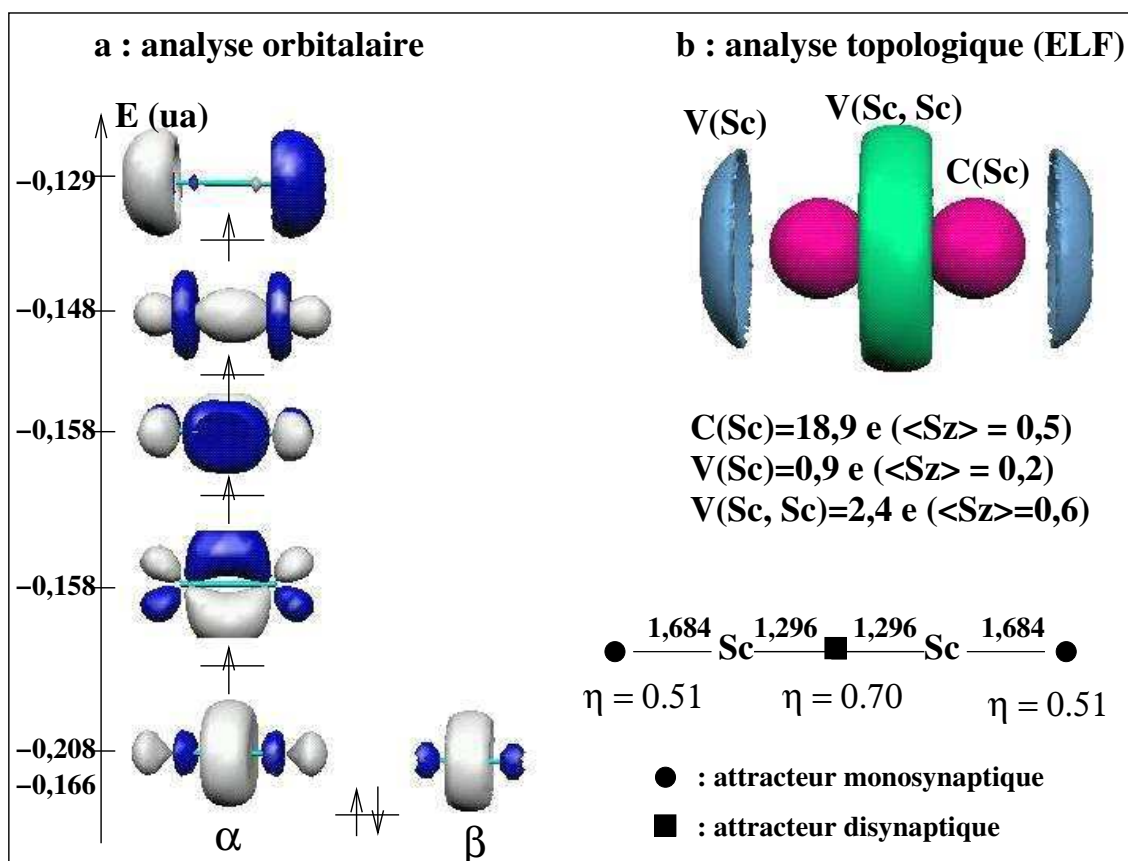 a : analyse orbitalaire
E (ua)
−0,129
−0,148
−0,158
−0,158
−0,208
−0,166
α
β
b : analyse topologique (ELF)
V(Sc)
V(Sc, Sc)
C(Sc)
C(Sc)=18,9 e (<Sz> = 0,5)
V(Sc)=0,9 e (<Sz> = 0,2)
V(Sc, Sc)=2,4 e (<Sz>=0,6)
1,684 Sc 1,296 1,296 Sc 1,684
η = 0.51 η = 0.70 η = 0.51
: attracteur monosynaptique
: attracteur disynaptique